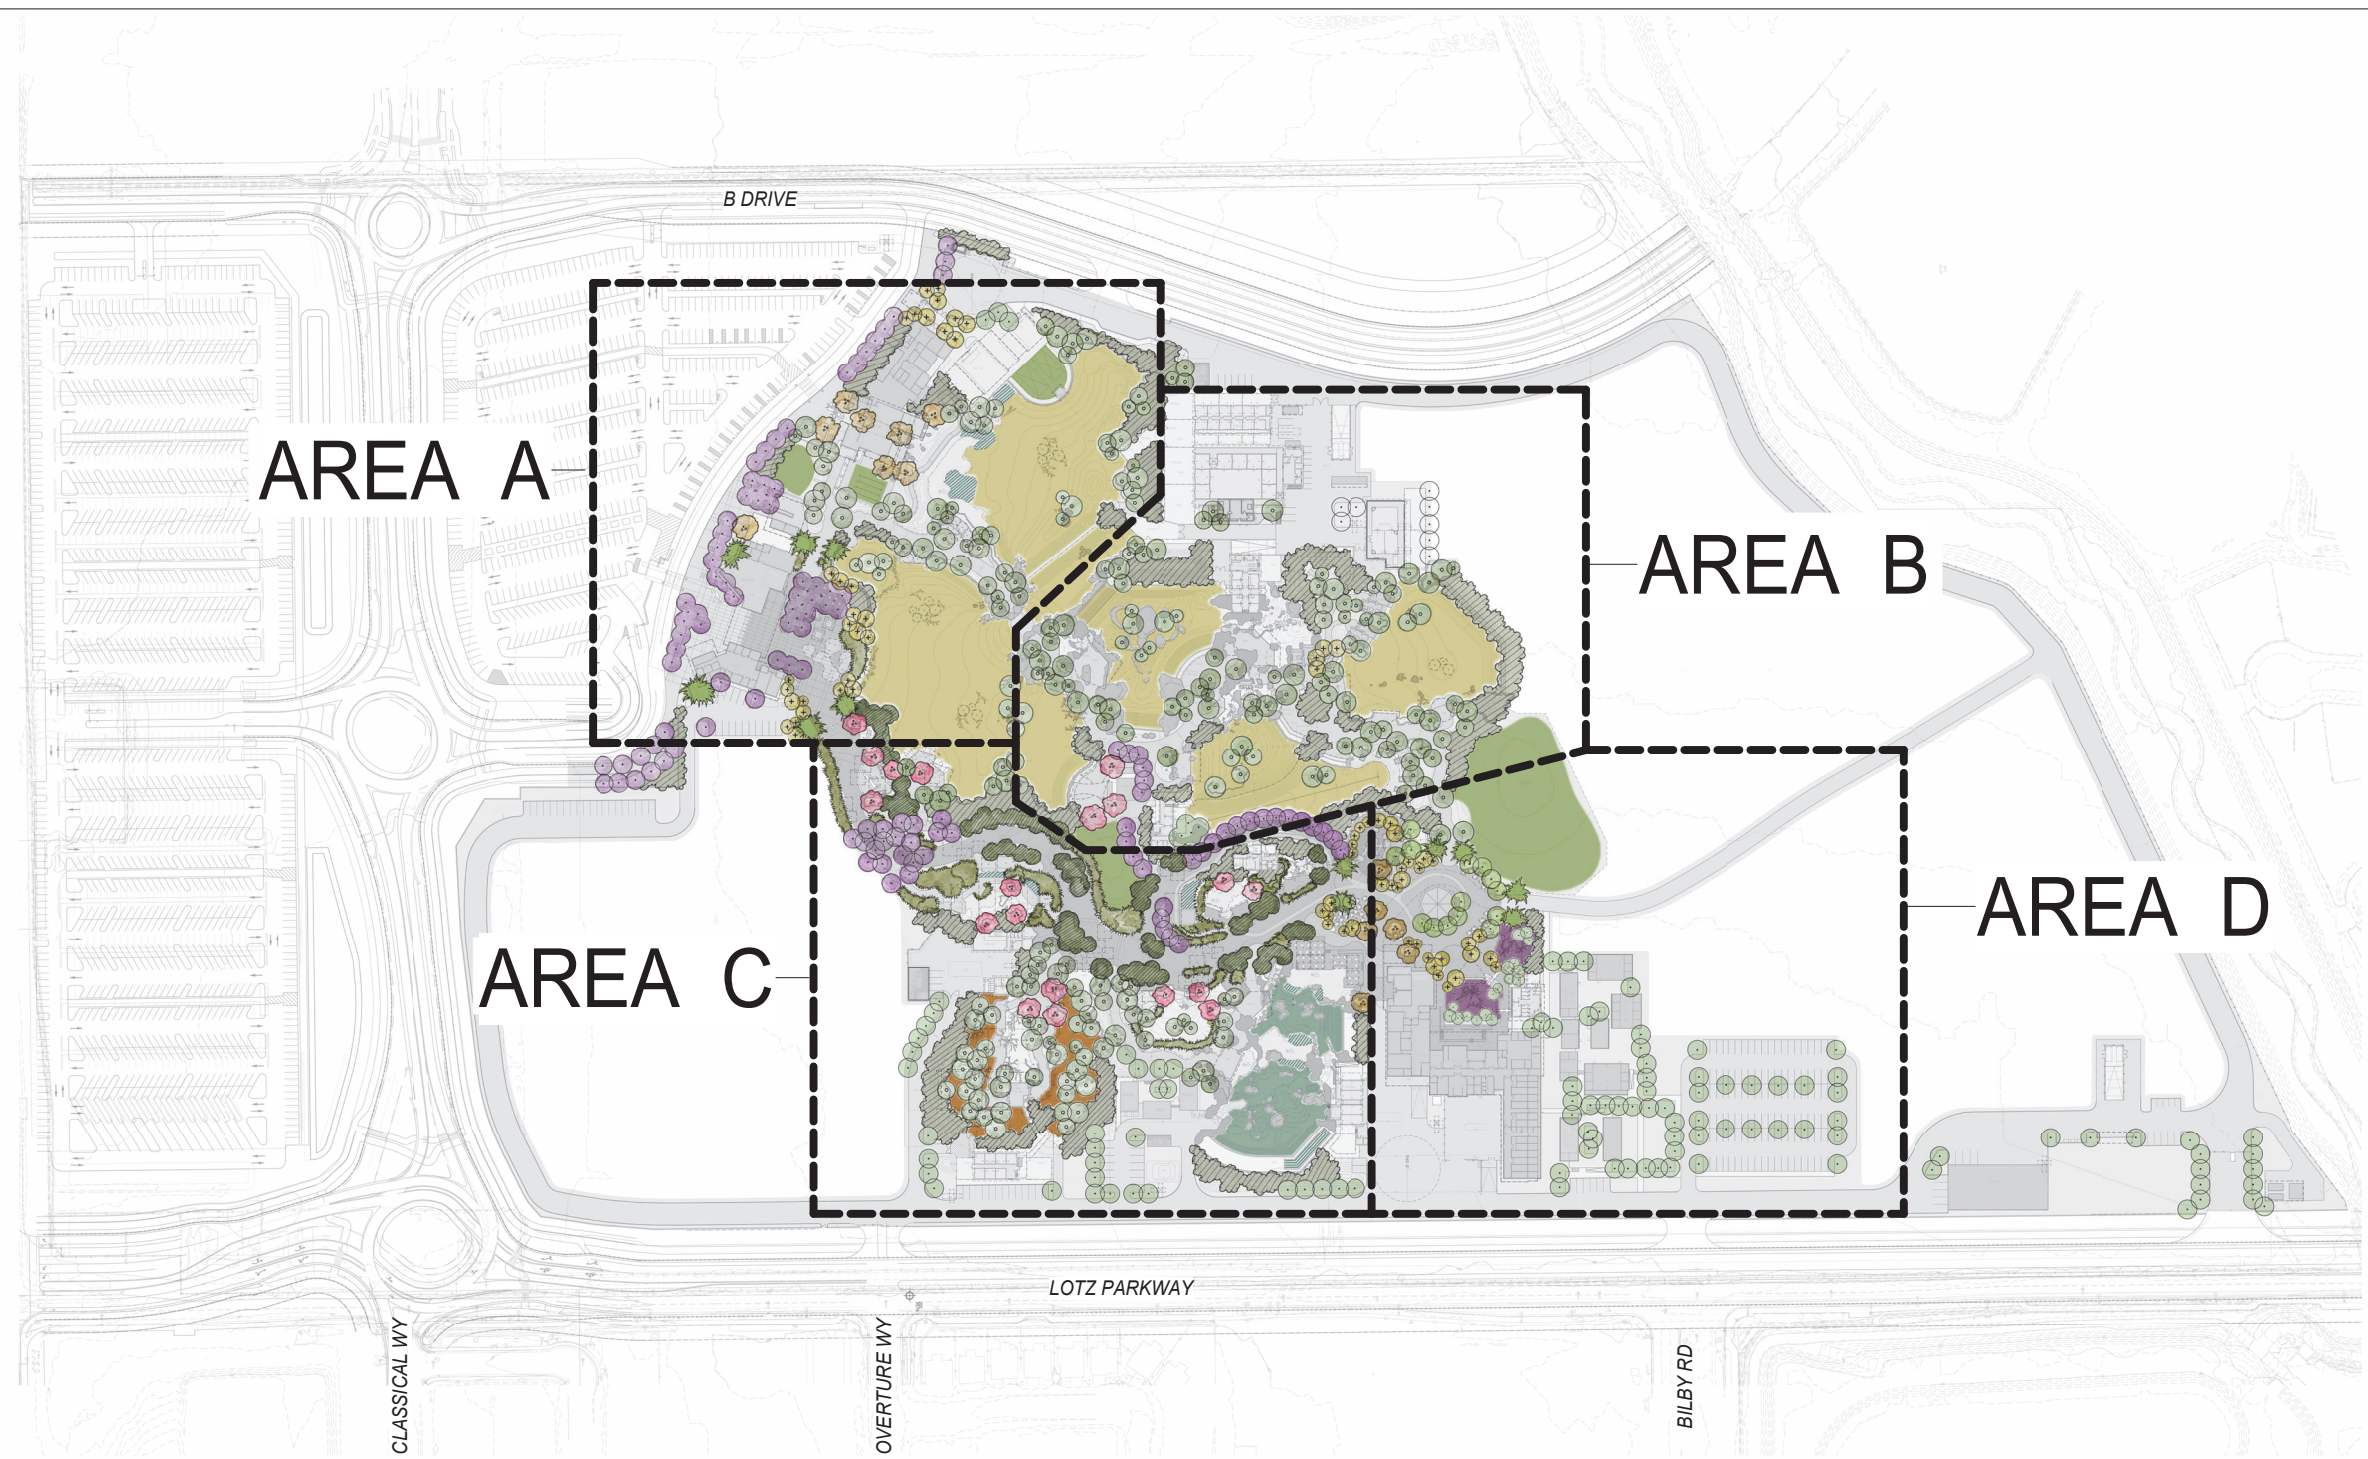 B DRIVE
AREA A
AREA B
AREA C
AREA D
LOTZ PARKWAY
CLASSICAL WY
OVERTURE WY
BILBY RD